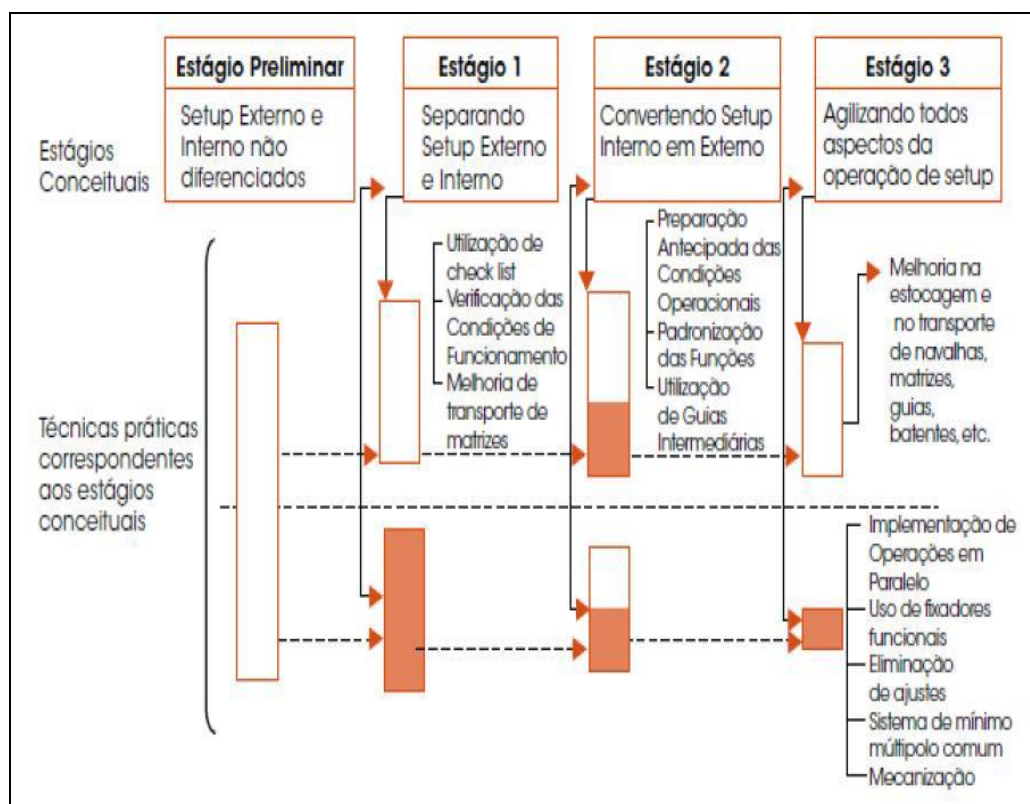 Estágio Preliminar
Setup Externo e
Interno não
diferenciados
Estágio 1
Separando
Setup Externo
e Interno
Estágio 2
Convertendo Setup
Interno em Externo
Estágio 3
Agilizando todos
aspectos da
operação de setup
Estágios
Conceituais
Utilização de
check list
Verificação das
Condições de
Funcionamento
Melhoria de
transporte de
matrizes
Preparação
Antecipada das
Condições
Operacionais
Padronização
das Funções
Utilização
de Guias
Intermediárias
Melhoria na
estocagem e
no transporte
de navalhas,
matrizes,
guias,
batentes, etc.
Técnicas práticas
correspondentes
aos estágios
conceituais
Implementação de
Operações em
Paralelo
Uso de fixadores
funcionais
Eliminação
de ajustes
Sistema de mínimo
múltipolo comum
Mecanização